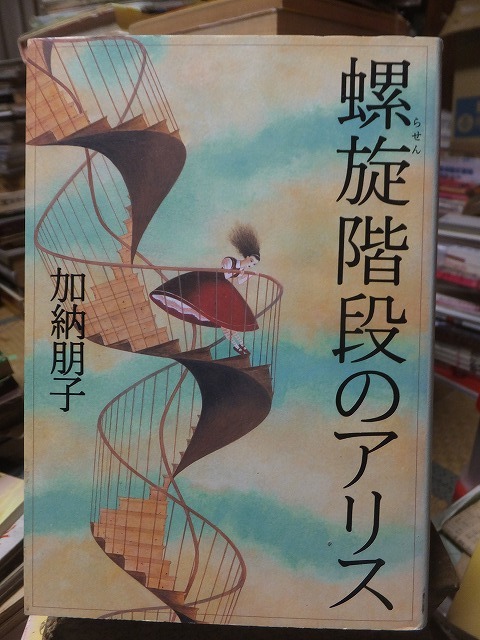 螺旋階段のアリス
らせん
加納朋子